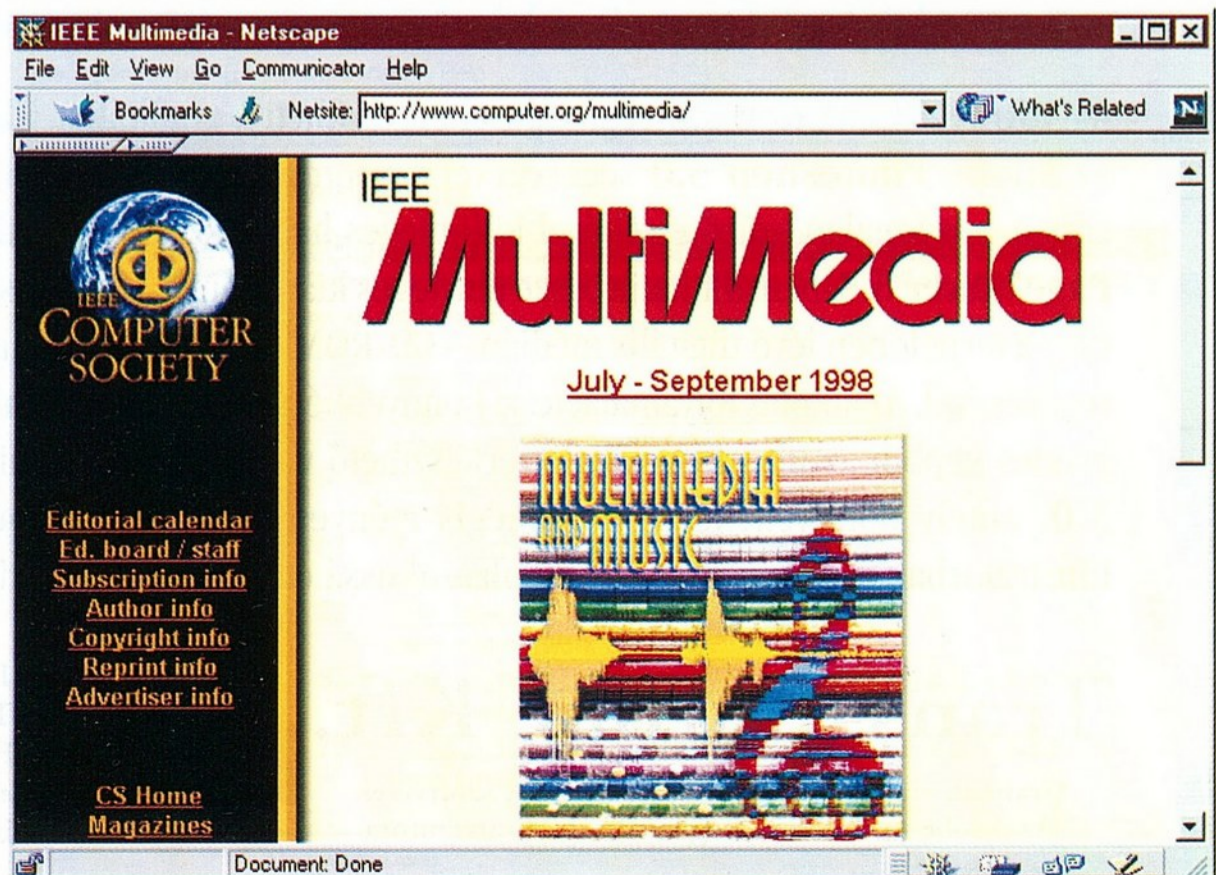 IEEE Multimedia - Netscape
File Edit View Go Communicator Help
Bookmarks Netsite: http://www.computer.org/multimedia/ What's Related N
IEEE
MultiMedia
July - September 1998
IEEE
COMPUTER
SOCIETY
Editorial calendar
Ed. board / staff
Subscription info
Author info
Copyright info
Reprint info
Advertiser info
CS Home
Magazines
MULTIMEDIA
AND MUSIC
Document: Done